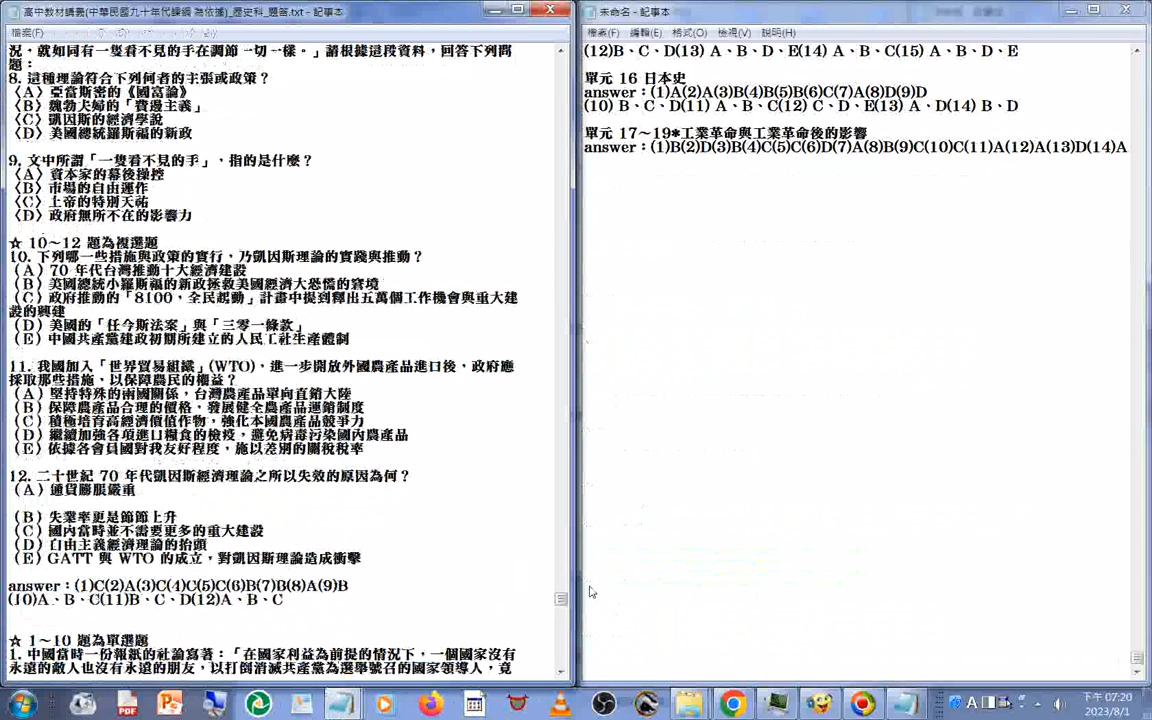 高中教材講義(中華民國九十年代課綱 為依據)_歷史科_題答.txt - 記事本
檔案(F)
況，就如同有一隻看不見的手在調節一切一樣。」請根據這段資料，回答下列問
題：
8. 這種理論符合下列何者的主張或政策？
〈A〉亞當斯密的《國富論》
〈B〉魏勃夫婦的「費邊主義」
〈C〉凱因斯的經濟學說
〈D〉美國總統羅斯福的新政
9. 文中所謂「一隻看不見的手」，指的是什麼？
〈A〉資本家的幕後操控
〈B〉市場的自由運作
〈C〉上帝的特別天祐
〈D〉政府無所不在的影響力
☆ 10～12 題為複選題
10. 下列哪一些措施與政策的實行，乃凱因斯理論的實踐與推動？
（A）70 年代台灣推動十大經濟建設
（B）美國總統小羅斯福的新政拯救美國經濟大恐慌的窘境
（C）政府推動的「8100，全民起動」計畫中提到釋出五萬個工作機會與重大建
設的興建
（D）美國的「任今斯法案」與「三零一條款」
（E）中國共產黨建政初期所建立的人民工社生產體制
11. 我國加入「世界貿易組織」(WTO)，進一步開放外國農產品進口後，政府應
採取那些措施，以保障農民的權益？
（A）堅持特殊的兩國關係，台灣農產品單向直銷大陸
（B）保障農產品合理的價格，發展健全農產品運銷制度
（C）積極培育高經濟價值作物，強化本國農產品競爭力
（D）繼續加強各項進口糧食的檢疫，避免病毒污染國內農產品
（E）依據各會員國對我友好程度，施以差別的關稅稅率
12. 二十世紀 70 年代凱因斯經濟理論之所以失效的原因為何？
（A）通貨膨脹嚴重
（B）失業率更是節節上升
（C）國內當時並不需要更多的重大建設
（D）自由主義經濟理論的抬頭
（E）GATT 與 WTO 的成立，對凱因斯理論造成衝擊
answer：(1)C(2)A(3)C(4)C(5)C(6)B(7)B(8)A(9)B
(10)A、B、C(11)B、C、D(12)A、B、C
☆ 1～10 題為單選題
1. 中國當時一份報紙的社論寫著：「在國家利益為前提的情況下，一個國家沒有
永遠的敵人也沒有永遠的朋友，以打倒消滅共產黨為選舉號召的國家領導人，竟
未命名 - 記事本
檔案(F) 編輯(E) 格式(O) 檢視(V) 說明(H)
(12)B、C、D(13) A、B、D、E(14) A、B、C(15) A、B、D、E
單元 16 日本史
answer：(1)A(2)A(3)B(4)B(5)B(6)C(7)A(8)D(9)D
(10) B、C、D(11) A、B、C(12) C、D、E(13) A、D(14) B、D
單元 17～19*工業革命與工業革命後的影響
answer：(1)B(2)D(3)B(4)C(5)C(6)D(7)A(8)B(9)C(10)C(11)A(12)A(13)D(14)A
PDF
A
下午 07:20
2023/8/1